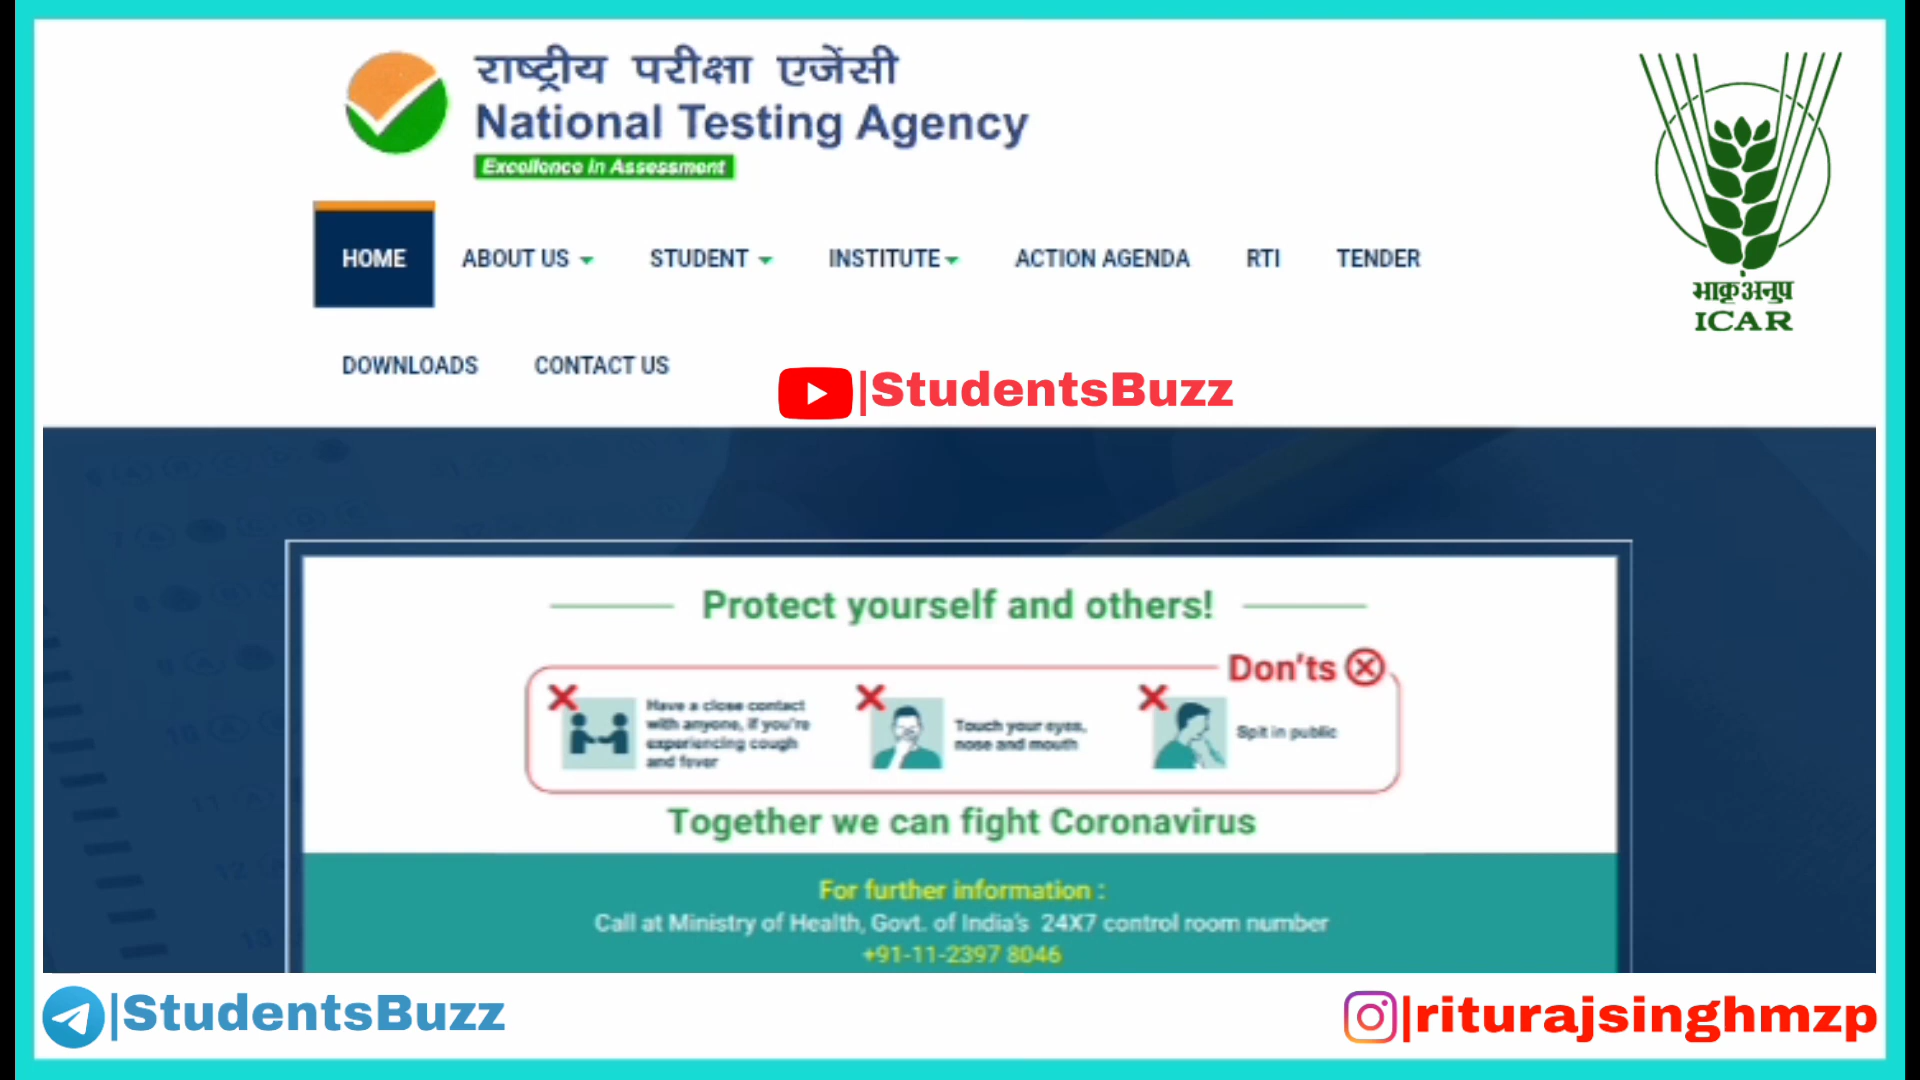 राष्ट्रीय परीक्षा एजेंसी
National Testing Agency
Excellence in Assessment
भाकृअनुप
ICAR
HOME ABOUT US STUDENT INSTITUTE ACTION AGENDA RTI TENDER
DOWNLOADS CONTACT US
|StudentsBuzz
Protect yourself and others!
Don'ts
Have a close contact
with anyone, if you're
experiencing cough
and fever
Touch your eyes,
nose and mouth
Spit in public
Together we can fight Coronavirus
For further information :
Call at Ministry of Health, Govt. of India's 24X7 control room number
+91-11-2397 8046
|StudentsBuzz
|riturajsinghmzp